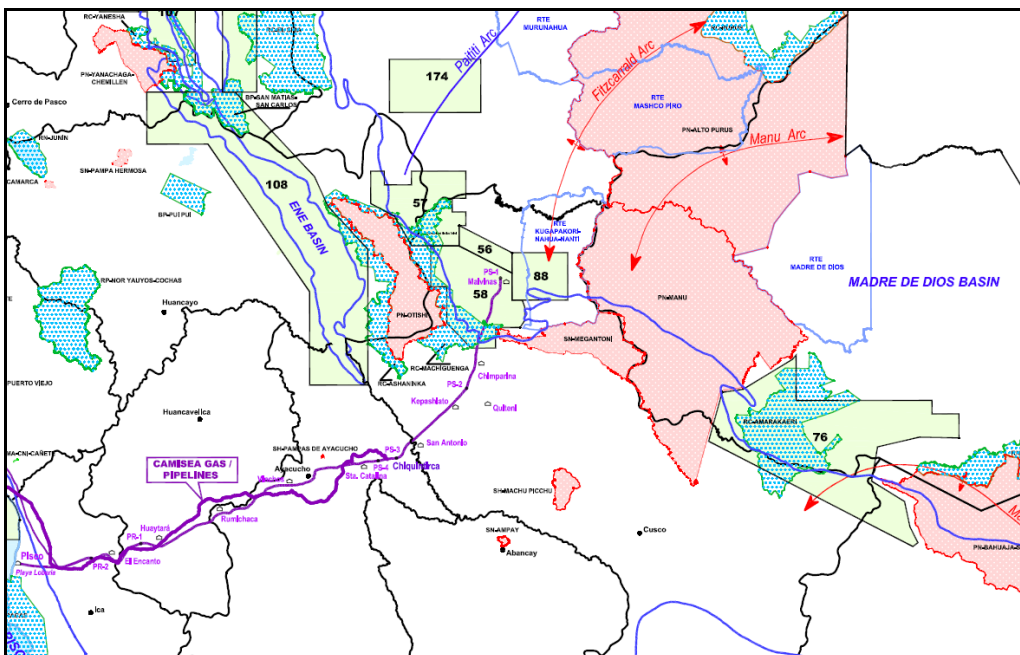 RC-YANESHA
107
PN-YANACHAGA-
CHEMILLEN
Cerro de Pasco
BP-SAN MATIAS-
SAN CARLOS
RN-JUNIN
SN-PAMPA HERMOSA
CAMARCA
BP-PUI PUI
108
ENE BASIN
174
Patiti Arc
RTE
MURUNAHUA
Fitzcarrald Arc
RTE
MASHCO PIRO
PN-ALTO PURUS
Manu Arc
57
56
88
58
PS-1
Malvinas
RTE
KUGAPAKORI-
NAHUA-NANTI
RTE
MADRE DE DIOS
MADRE DE DIOS BASIN
RP-NOR YAUYOS-COCHAS
Huancayo
PN-OTISHI
PN-MANU
SN-MEGANTONI
RC-MACHIGUENGA
RC-ASHANINKA
Chimparina
PS-2
Kepashiato
Quiteni
PUERTO VIEJO
Huancavelica
RC-AMARAKAERI
76
SH-PAMPAS DE AYACUCHO
San Antonio
PS-3
PS-4
Chiquintirca
Ayacucho
Sta. Catalina
CAMISEA GAS /
PIPELINES
SH-MACHU PICCHU
Rumichaca
Huaytará
PR-1
SN-AMPAY
Abancay
Cusco
Pisco
Playa Loberia
PR-2
El Encanto
Ica